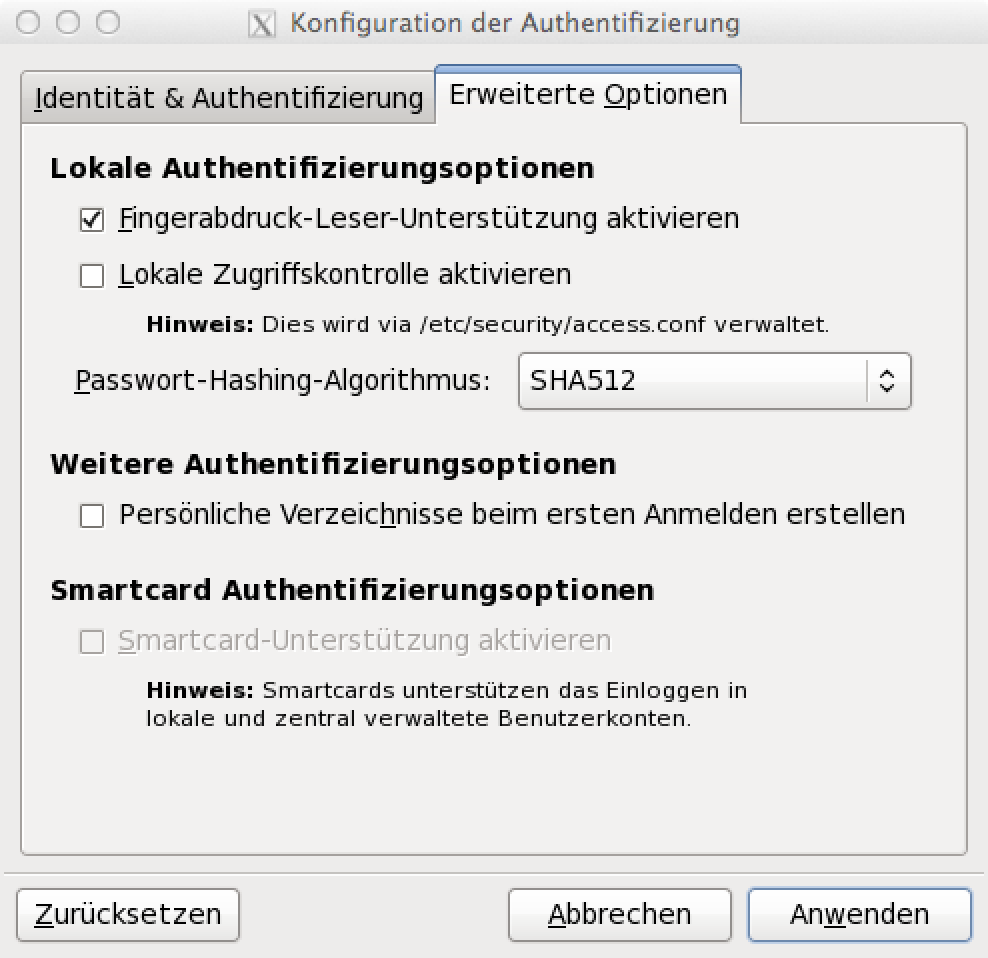 Konfiguration der Authentifizierung
Identität & Authentifizierung
Erweiterte Optionen
Lokale Authentifizierungsoptionen
Fingerabdruck-Leser-Unterstützung aktivieren
Lokale Zugriffskontrolle aktivieren
Hinweis: Dies wird via /etc/security/access.conf verwaltet.
Passwort-Hashing-Algorithmus: SHA512
Weitere Authentifizierungsoptionen
Persönliche Verzeichnisse beim ersten Anmelden erstellen
Smartcard Authentifizierungsoptionen
Smartcard-Unterstützung aktivieren
Hinweis: Smartcards unterstützen das Einloggen in
lokale und zentral verwaltete Benutzerkonten.
Zurücksetzen
Abbrechen
Anwenden